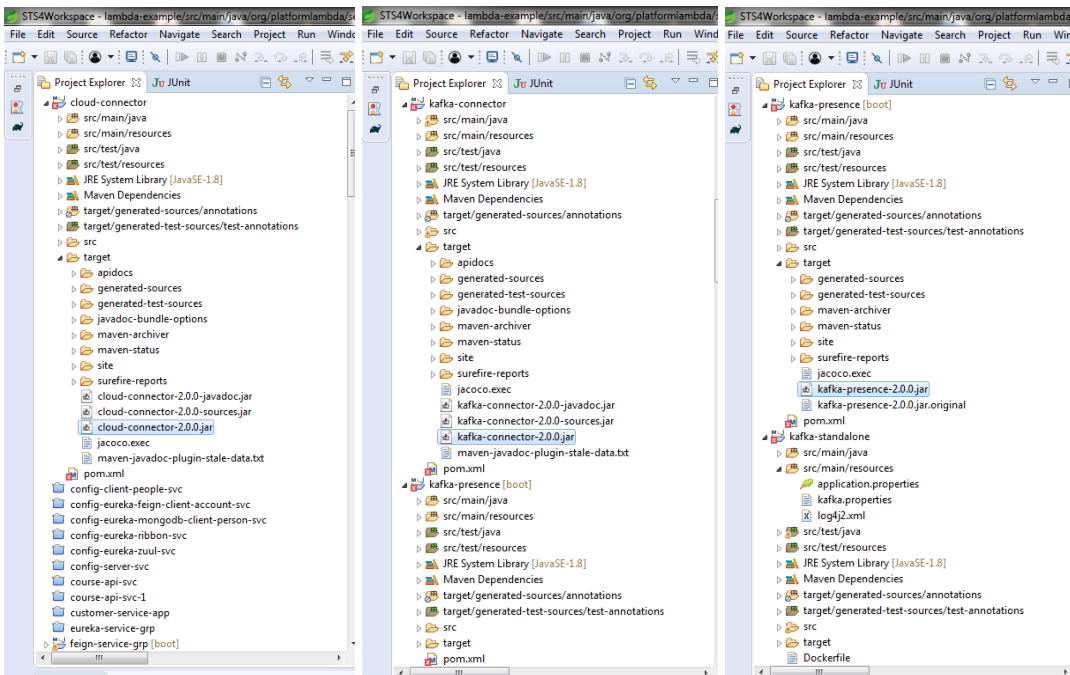 STS4Workspace - lambda-example/src/main/java/org/platformlambda/s
File Edit Source Refactor Navigate Search Project Run Windo
Project Explorer JUnit
cloud-connector
src/main/java
src/main/resources
src/test/java
src/test/resources
JRE System Library [JavaSE-1.8]
Maven Dependencies
target/generated-sources/annotations
target/generated-test-sources/test-annotations
src
target
apidocs
generated-sources
generated-test-sources
javadoc-bundle-options
maven-archiver
maven-status
site
surefire-reports
cloud-connector-2.0.0-javadoc.jar
cloud-connector-2.0.0-sources.jar
cloud-connector-2.0.0.jar
jacoco.exec
maven-javadoc-plugin-stale-data.txt
pom.xml
config-client-people-svc
config-eureka-feign-client-account-svc
config-eureka-mongodb-client-person-svc
config-eureka-ribbon-svc
config-eureka-zuul-svc
config-server-svc
course-api-svc
course-api-svc-1
customer-service-app
eureka-service-grp
feign-service-grp [boot]
STS4Workspace - lambda-example/src/main/java/org/platformlambda/
File Edit Source Refactor Navigate Search Project Run Wind
Project Explorer JUnit
kafka-connector
src/main/java
src/main/resources
src/test/java
src/test/resources
JRE System Library [JavaSE-1.8]
Maven Dependencies
target/generated-sources/annotations
target/generated-test-sources/test-annotations
src
target
apidocs
generated-sources
generated-test-sources
javadoc-bundle-options
maven-archiver
maven-status
site
surefire-reports
jacoco.exec
kafka-connector-2.0.0-javadoc.jar
kafka-connector-2.0.0-sources.jar
kafka-connector-2.0.0.jar
maven-javadoc-plugin-stale-data.txt
pom.xml
kafka-presence [boot]
src/main/java
src/main/resources
src/test/java
src/test/resources
JRE System Library [JavaSE-1.8]
Maven Dependencies
target/generated-sources/annotations
target/generated-test-sources/test-annotations
src
target
pom.xml
STS4Workspace - lambda-example/src/main/java/org/platformlambda
File Edit Source Refactor Navigate Search Project Run Win
Project Explorer JUnit
kafka-presence [boot]
src/main/java
src/main/resources
src/test/java
src/test/resources
JRE System Library [JavaSE-1.8]
Maven Dependencies
target/generated-sources/annotations
target/generated-test-sources/test-annotations
src
target
generated-sources
generated-test-sources
maven-archiver
maven-status
site
surefire-reports
jacoco.exec
kafka-presence-2.0.0.jar
kafka-presence-2.0.0.jar.original
pom.xml
kafka-standalone
src/main/java
src/main/resources
application.properties
kafka.properties
log4j2.xml
src/test/java
src/test/resources
JRE System Library [JavaSE-1.8]
Maven Dependencies
target/generated-sources/annotations
target/generated-test-sources/test-annotations
src
target
Dockerfile